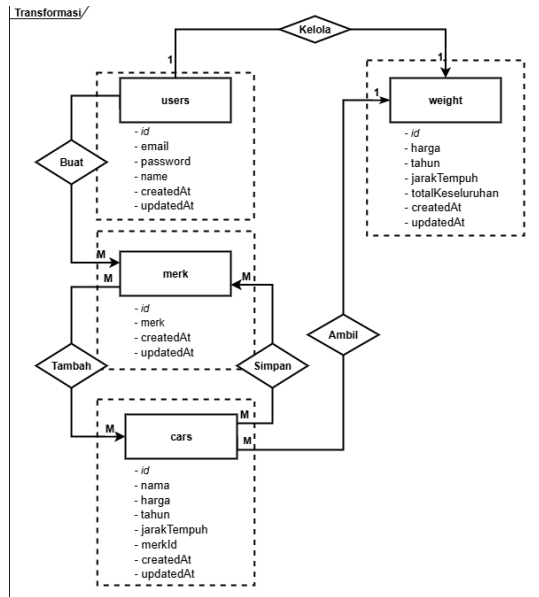 Transformasi
Kelola
1
1
users
- id
- email
- password
- name
- createdAt
- updatedAt
1
weight
- id
- harga
- tahun
- jarakTempuh
- totalKeseluruhan
- createdAt
- updatedAt
Buat
M
M
merk
- id
- merk
- createdAt
- updatedAt
M
Tambah
Simpan
Ambil
M
cars
M
M
- id
- nama
- harga
- tahun
- jarakTempuh
- merkId
- createdAt
- updatedAt